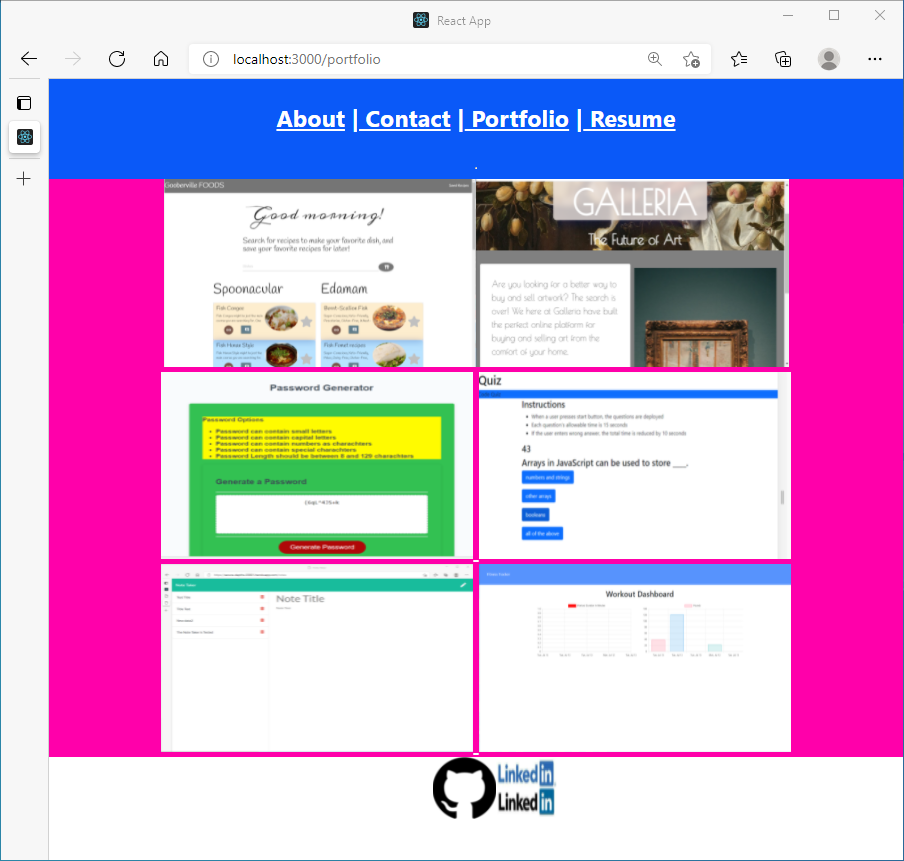 React App
localhost:3000/portfolio
About | Contact | Portfolio | Resume
Gooberville FOODS
Good morning!
Search for recipes to make your favorite dish, and
save your favorite recipes for later!
Spoonacular Edamam
Fish Congee
Fish Home Style
Fish Fumet recipes
GALLERIA
The Future of Art
Are you looking for a better way to
buy and sell artwork? The search is
over! We here at Galleria have built
the perfect online platform for
buying and selling art from the
comfort of your home.
Password Generator
Password Options
Password can contain small letters
Password can contain capital letters
Password can contain numbers as charachters
Password can contain special charachters
Password Length should be between 8 and 129 charachters
Generate a Password
Generate Password
Quiz
Instructions
When a user presses start button, the questions are deployed
Each question's allowable time is 15 seconds
If the user enters wrong answer, the total time is reduced by 10 seconds
43
Arrays in JavaScript can be used to store ____.
numbers and strings
other arrays
booleans
all of the above
Note Taker
Note Title
Workout Dashboard
Linked in
Linked in